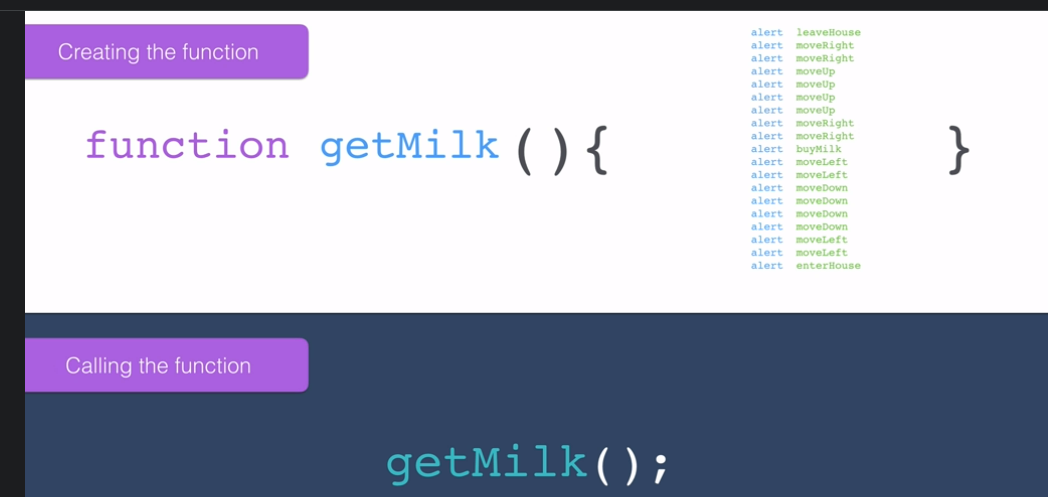 Creating the function
function getMilk (){
alert leaveHouse
alert moveRight
alert moveRight
alert moveUp
alert moveUp
alert moveUp
alert moveUp
alert moveRight
alert moveRight
alert buyMilk
alert moveLeft
alert moveLeft
alert moveDown
alert moveDown
alert moveDown
alert moveDown
alert moveLeft
alert moveLeft
alert enterHouse
}
Calling the function
getMilk();